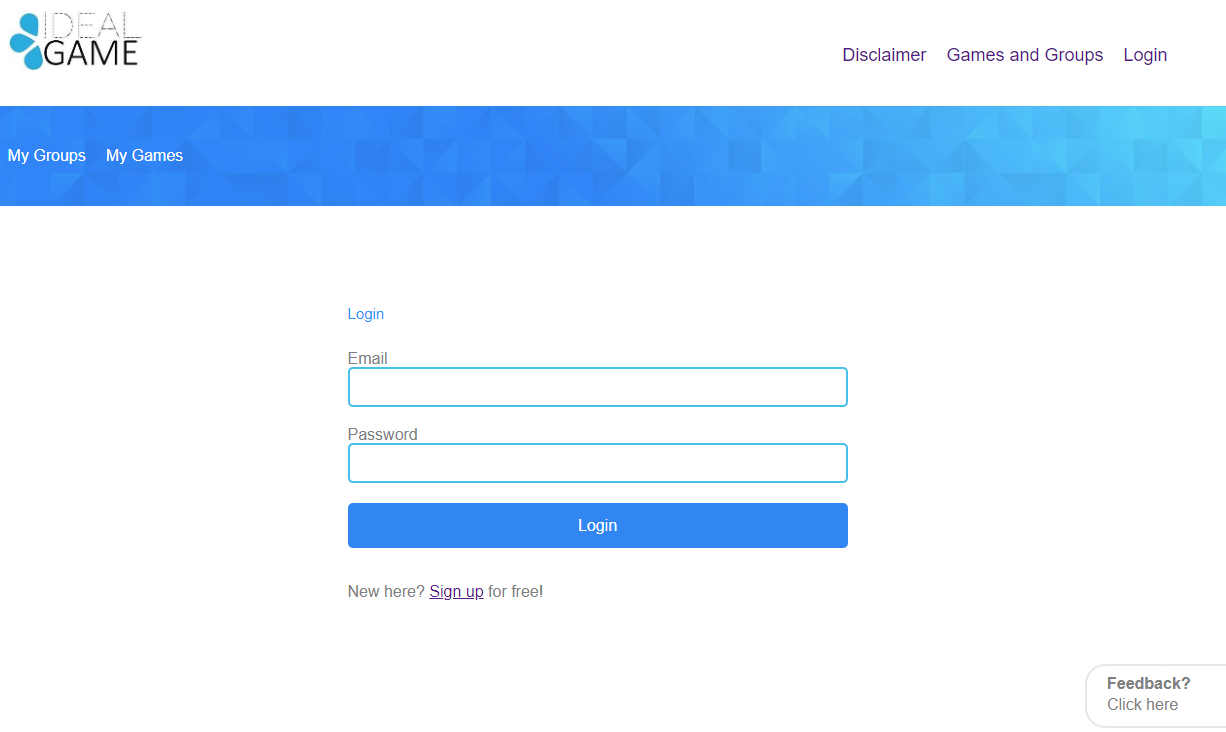 IDEAL
GAME
Disclaimer Games and Groups Login
My Groups My Games
Login
Email
Password
Login
New here? Sign up for free!
Feedback?
Click here